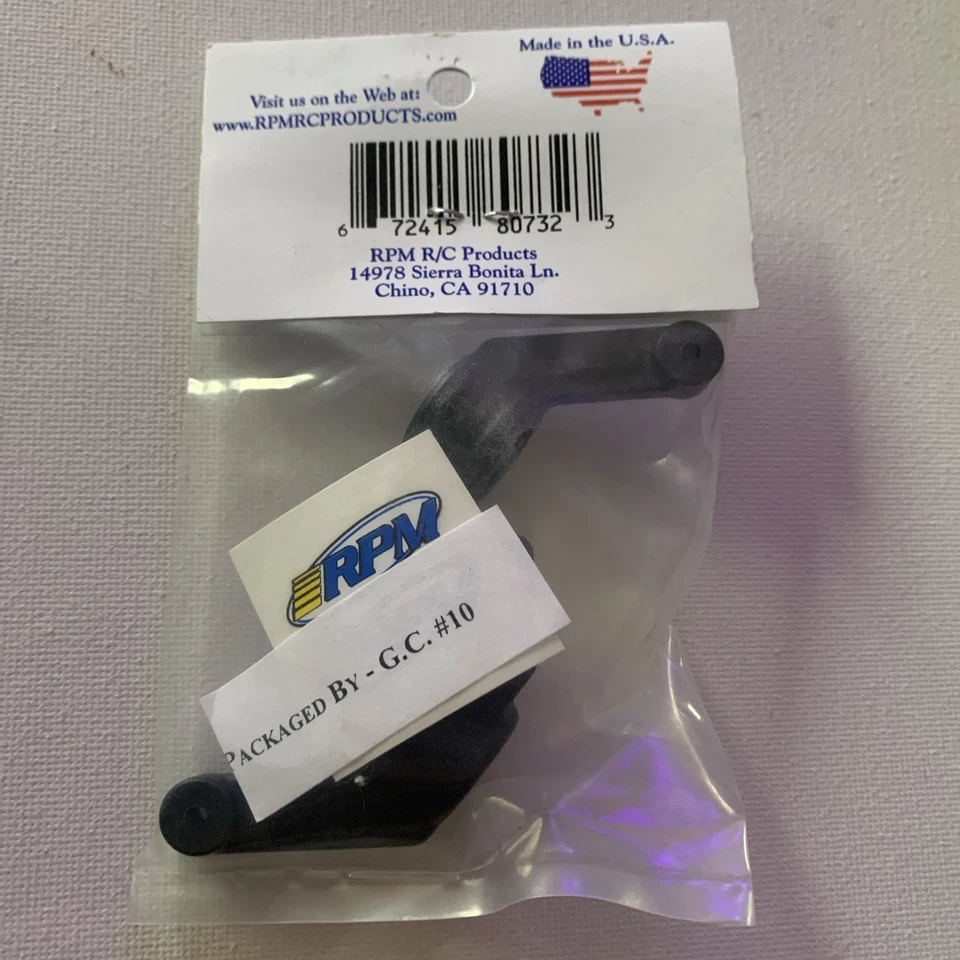 Made in the U.S.A.
Visit us on the Web at:
www.RPMRCPRODUCTS.com
6 72415 80732 3
RPM R/C Products
14978 Sierra Bonita Ln.
Chino, CA 91710
RPM
PACKAGED BY - G.C. #10